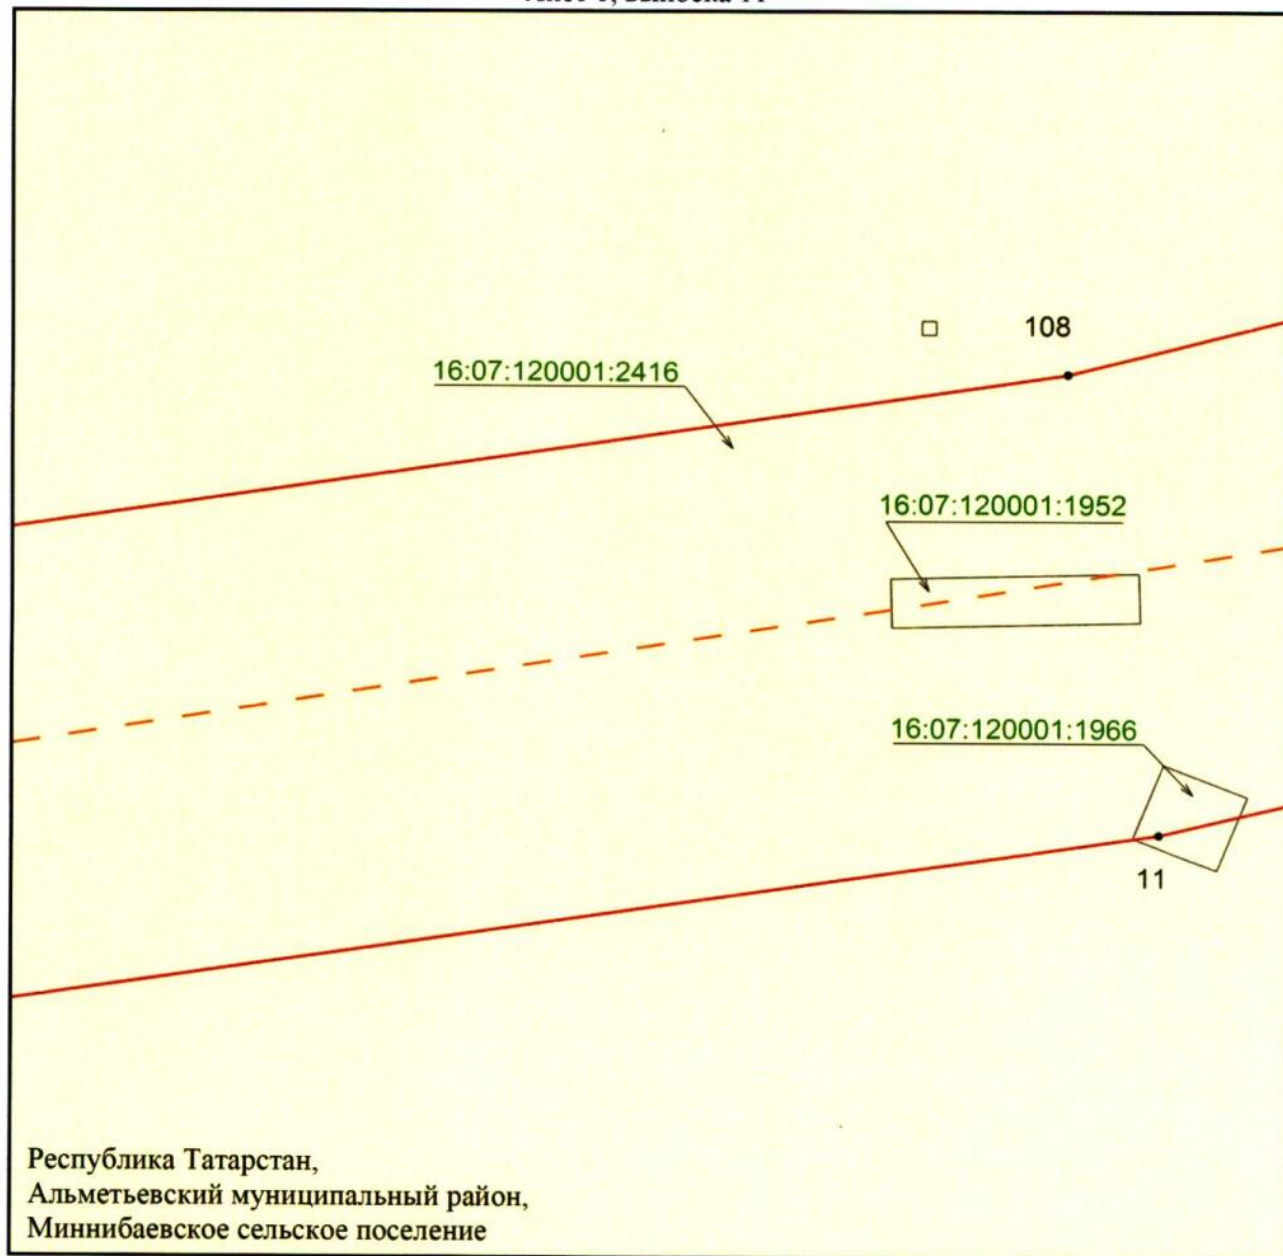 108
16:07:120001:2416
16:07:120001:1952
16:07:120001:1966
11
Республика Татарстан,
Альметьевский муниципальный район,
Миннибаевское сельское поселение